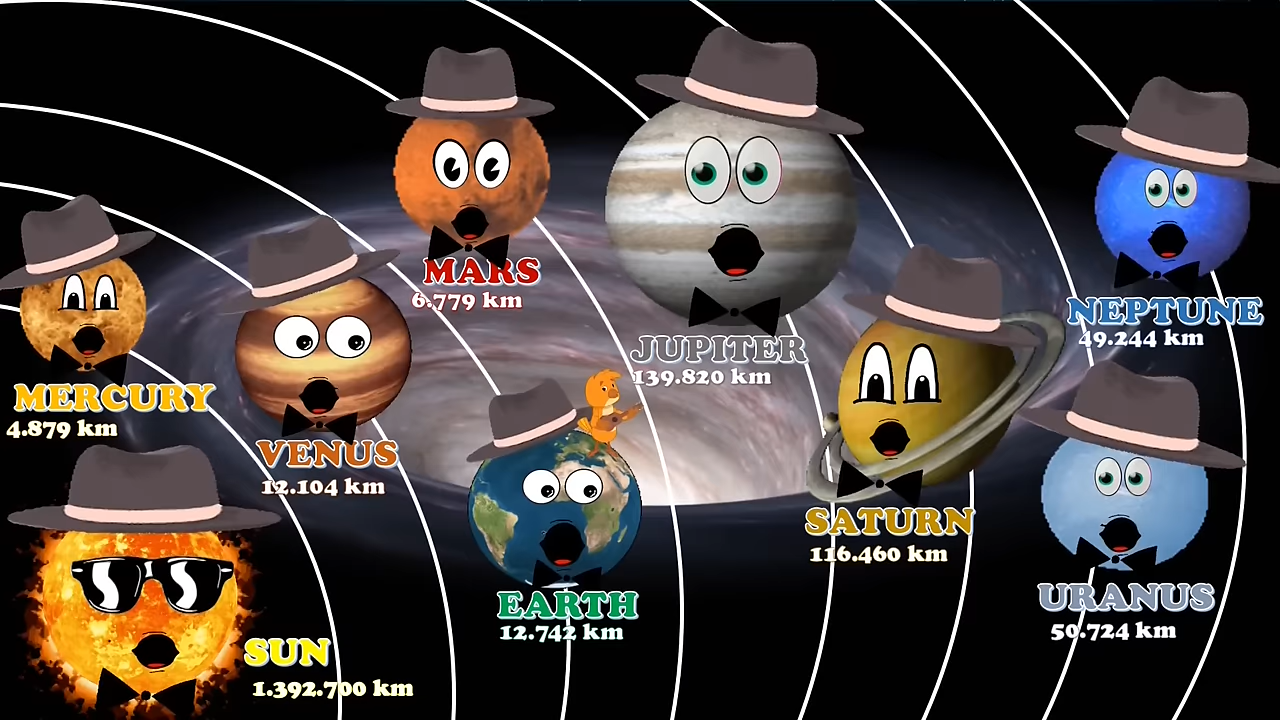 MARS
6.779 km
JUPITER
139.820 km
NEPTUNE
49.244 km
MERCURY
4.879 km
VENUS
12.104 km
SATURN
116.460 km
EARTH
12.742 km
URANUS
50.724 km
SUN
1.392.700 km